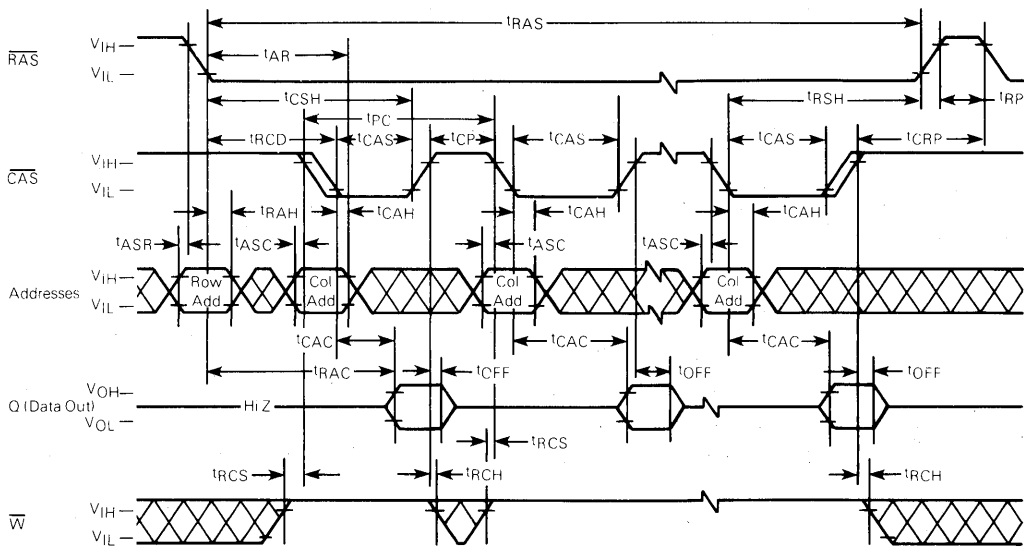 tRAS
RAS
VIH
VIL
tAR
tCSH
tRSH
tRP
tPC
tRCD
tCAS
tCP
tCAS
tCAS
tCRP
CAS
VIH
VIL
tRAH
tCAH
tCAH
tCAH
tASR
tASC
tASC
tASC
Addresses
VIH
VIL
Row Add
Col Add
Col Add
Col Add
tCAC
tCAC
tCAC
tRAC
tOFF
tOFF
tOFF
Q (Data Out)
VOH
VOL
Hi Z
tRCS
tRCS
tRCH
tRCH
W
VIH
VIL